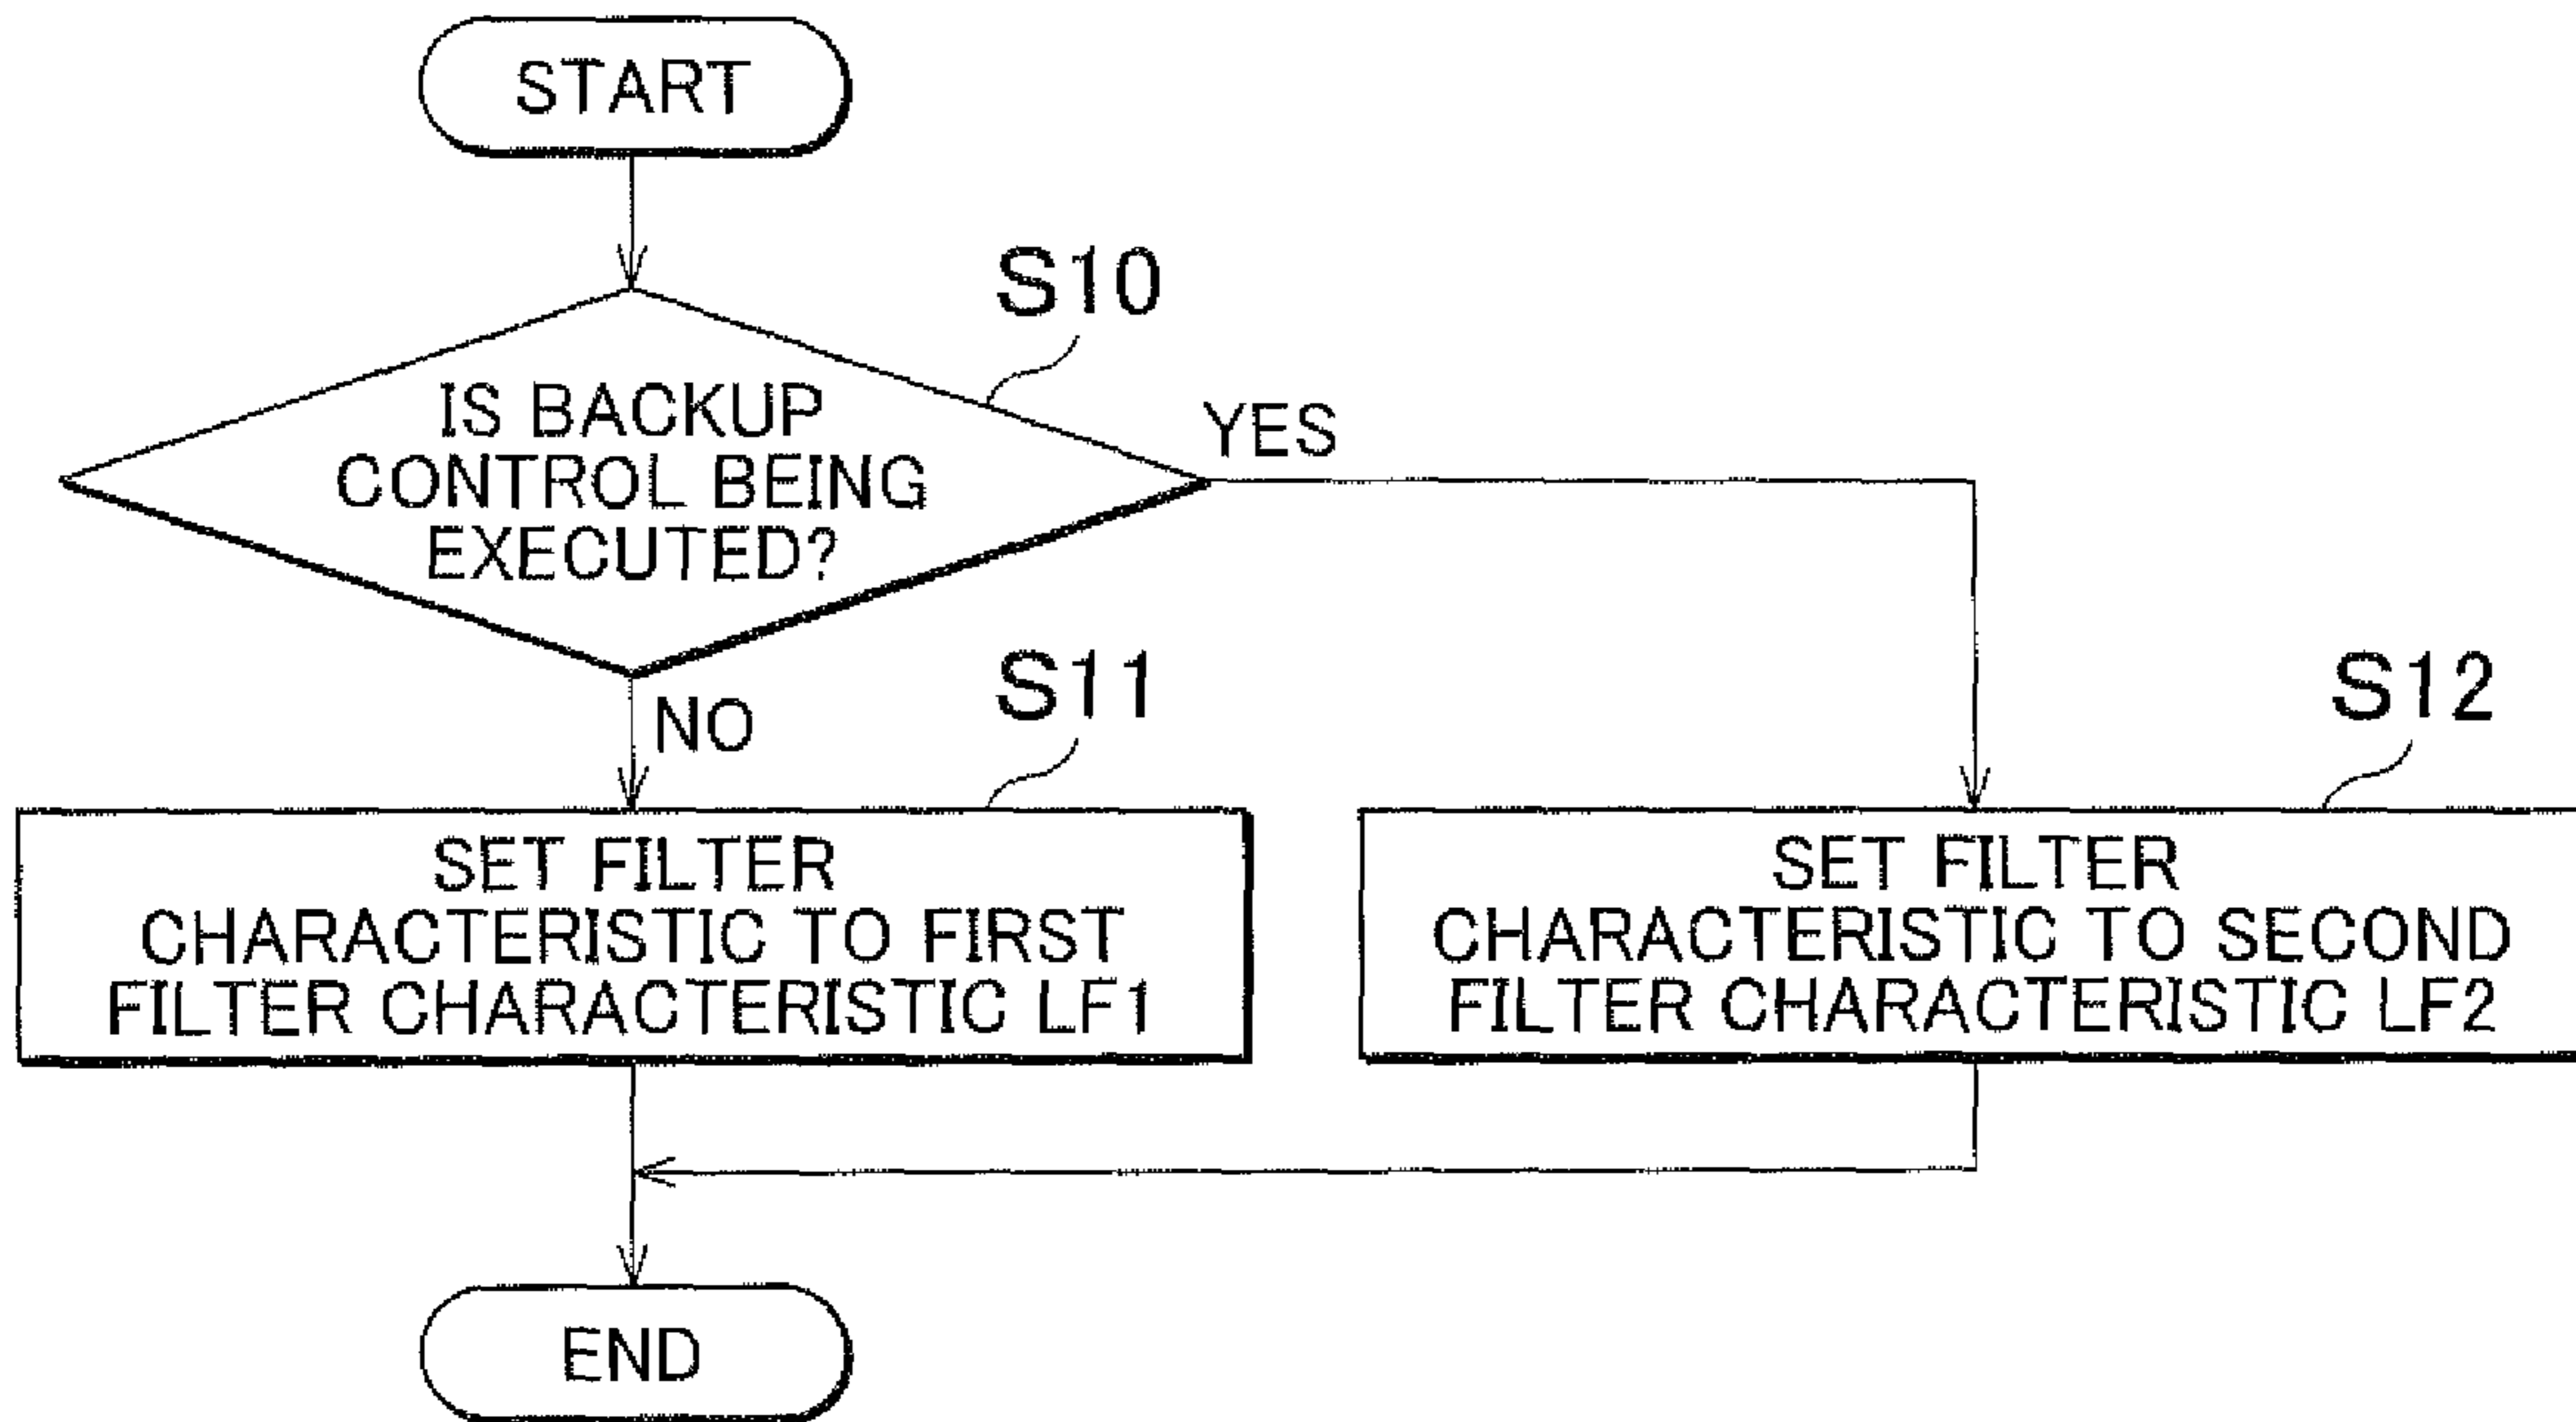 START
S10
IS BACKUP
CONTROL BEING
EXECUTED?
YES
NO
S11
S12
SET FILTER
CHARACTERISTIC TO FIRST
FILTER CHARACTERISTIC LF1
SET FILTER
CHARACTERISTIC TO SECOND
FILTER CHARACTERISTIC LF2
END